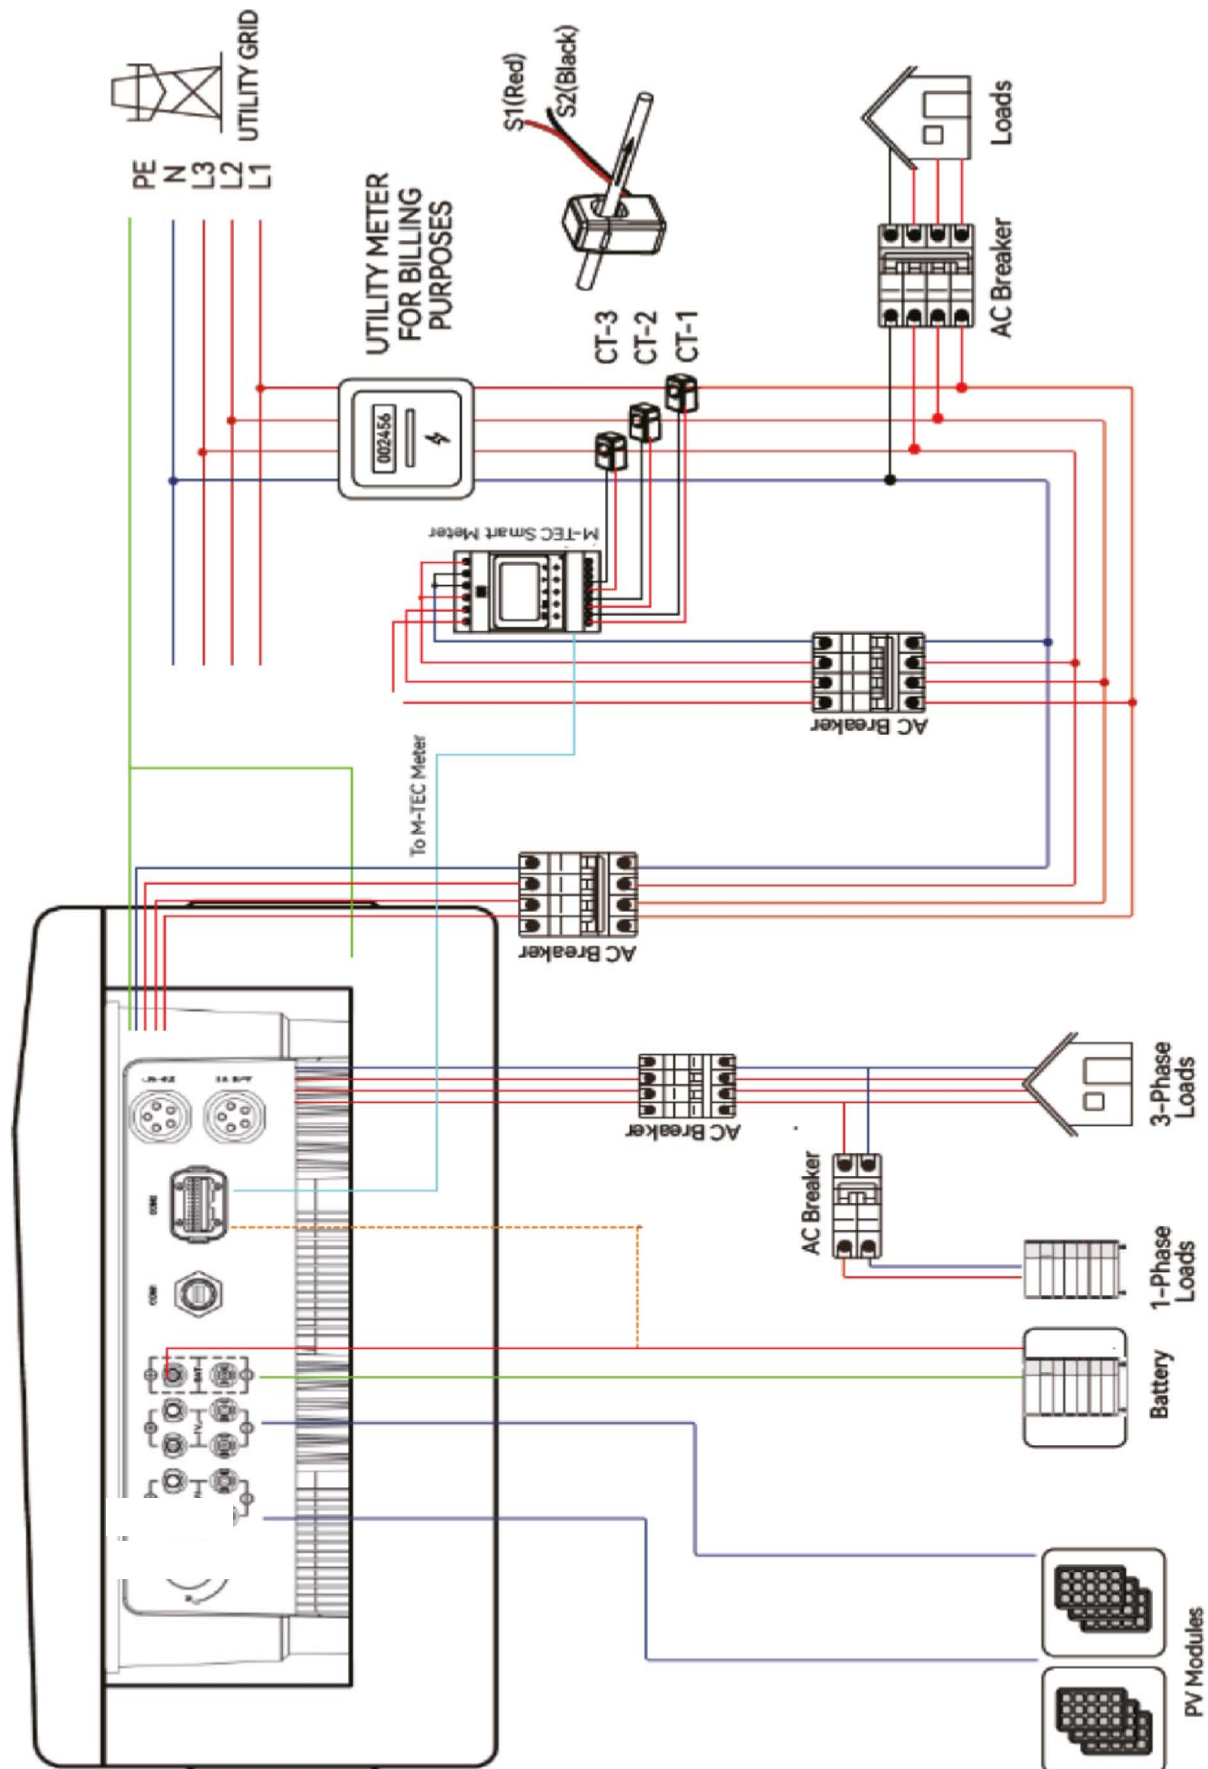 UTILITY GRID
PE
N
L3
L2
L1
UTILITY METER
FOR BILLING
PURPOSES
002456
S1(Red)
S2(Black)
CT-3
CT-2
CT-1
Loads
AC Breaker
M-TEC Smart Meter
AC Breaker
To M-TEC Meter
AC Breaker
AC Breaker
3-Phase
Loads
AC Breaker
1-Phase
Loads
Battery
PV Modules